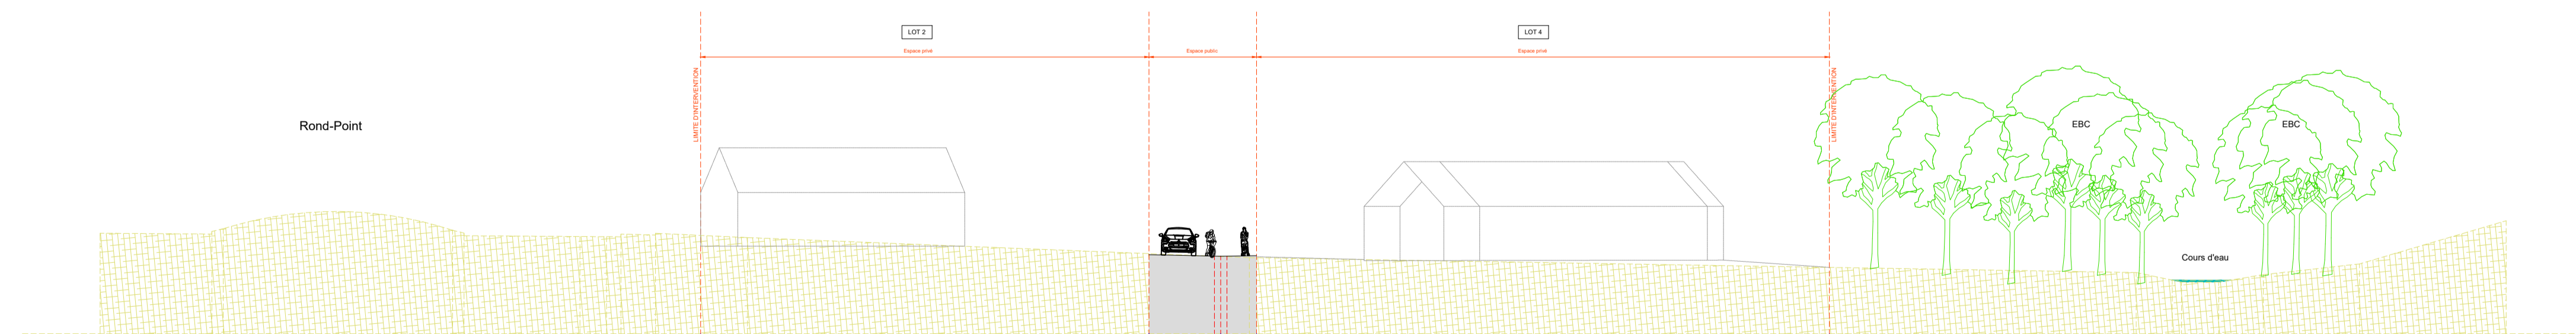 LOT 2
LOT 4
Espace privé
Espace public
Espace privé
LIMITE D'INTERVENTION
LIMITE D'INTERVENTION
Rond-Point
EBC
EBC
Cours d'eau